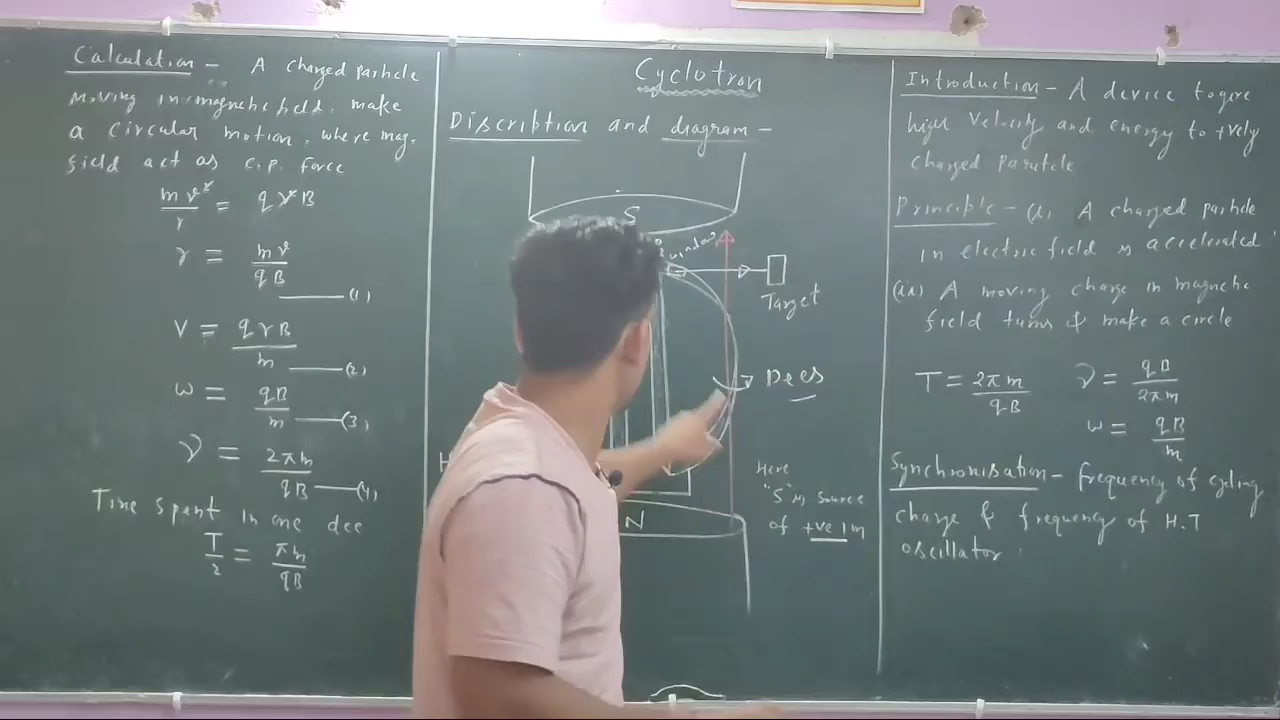 Calculation - A charged particle
moving in magnetic field. make
a circular motion, where mag.
field act as c.p. force
mv²/r = qvB
r = mv/qB —(1)
v = qrB/m —(2)
w = qB/m —(3)
ν = 2πm/qB —(4)
Time spent in one dee
T/2 = πm/qB
Cyclotron
Discription and diagram -
S
window
Target
Dees
H
N
Here
"S" is source
of +ve
Introduction - A device to give
high velocity and energy to +vely
charged particle
Principle - (i) A charged particle
in electric field is accelerated
(ii) A moving charge in magnetic
field turns & make a circle
T = 2πm/qB ν = qB/2πm
w = qB/m
Synchronisation - frequency of cycling
charge & frequency of H.T
oscillator